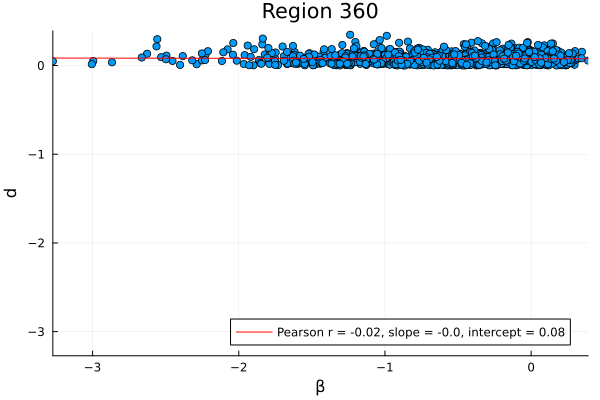 Region 360
0
−1
−2
−3
d
Pearson r = -0.02, slope = -0.0, intercept = 0.08
−3
−2
−1
0
β